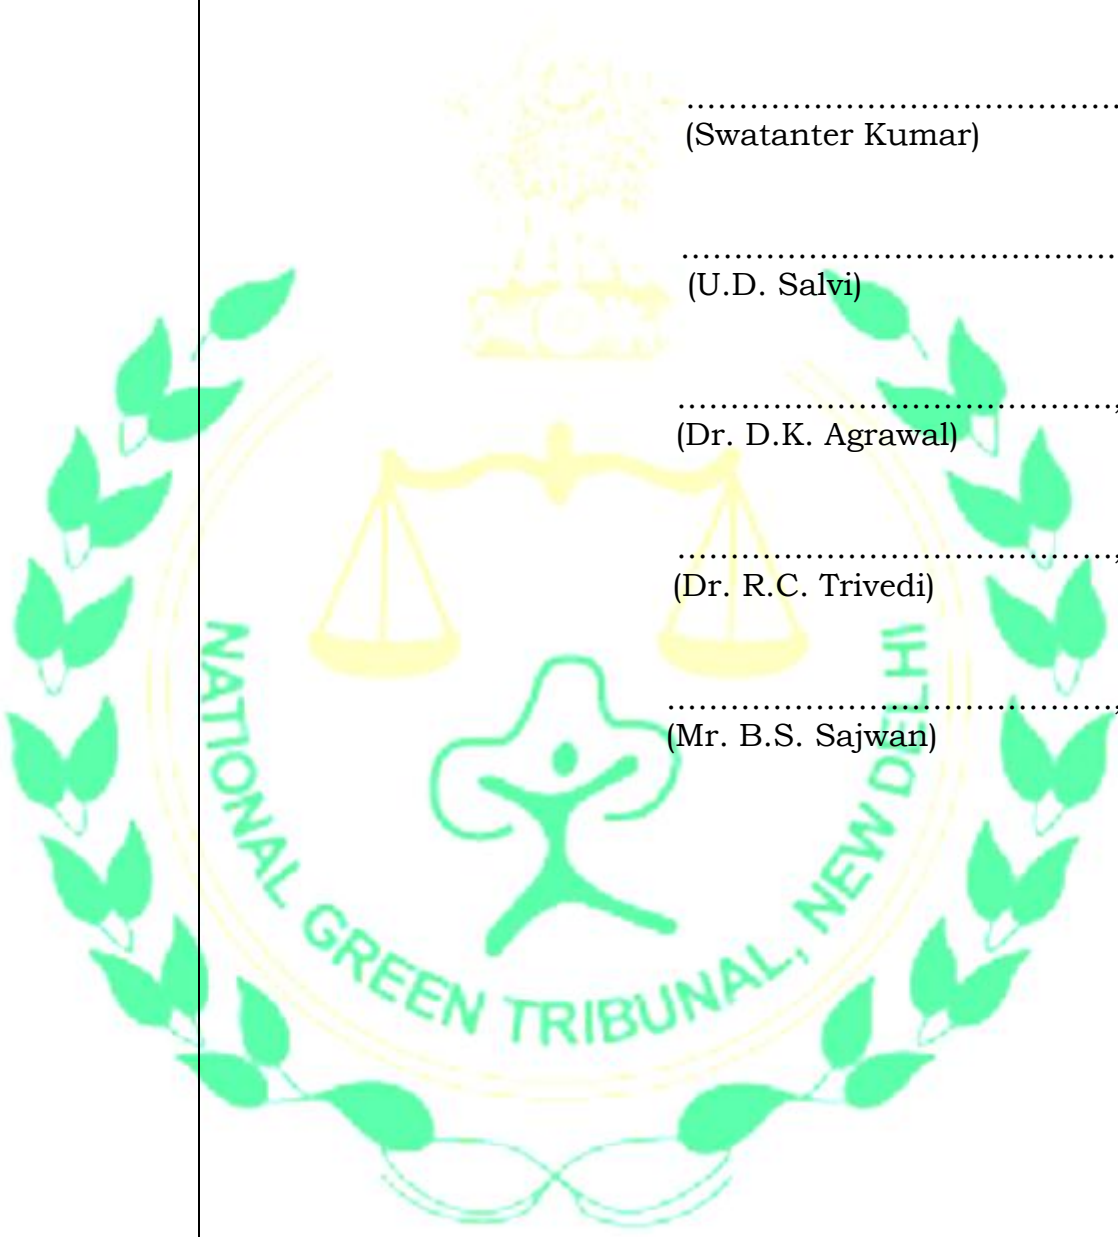 ……………………………………
(Swatanter Kumar)
……………………………………
(U.D. Salvi)
……………………………………,
(Dr. D.K. Agrawal)
……………………………………,
(Dr. R.C. Trivedi)
……………………………………,
(Mr. B.S. Sajwan)
NATIONAL GREEN TRIBUNAL, NEW DELHI